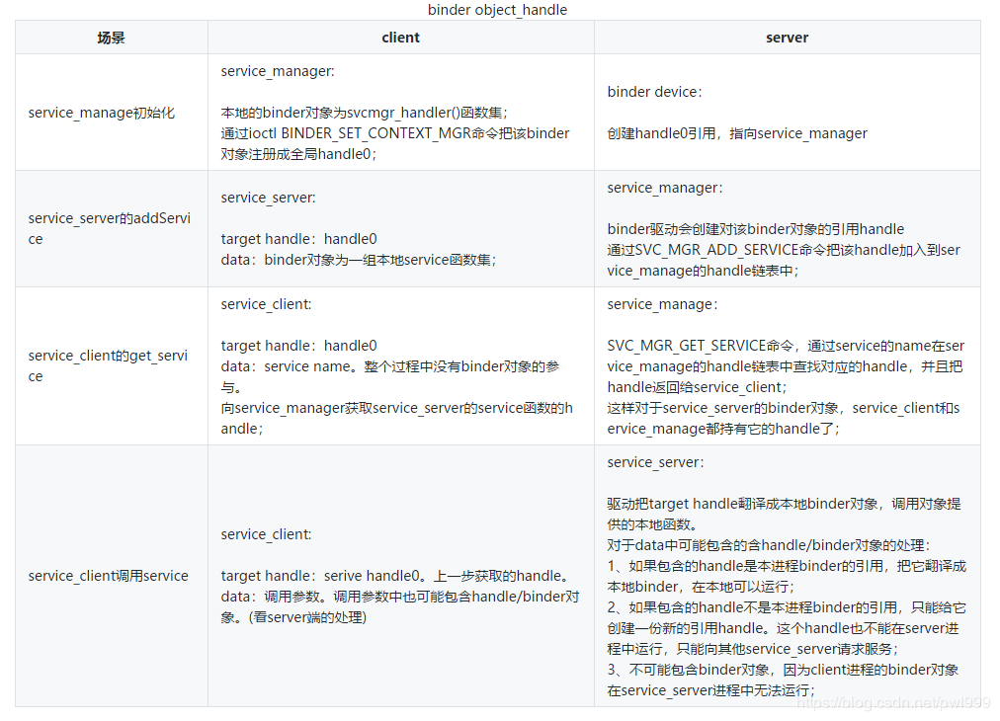 binder object_handle
场景
client
server
service_manage初始化
service_manager:
本地的binder对象为svcmgr_handler()函数集；
通过ioctl BINDER_SET_CONTEXT_MGR命令把该binder
对象注册成全局handle0；
binder device：
创建handle0引用，指向service_manager
service_server的addServi
ce
service_server:
target handle：handle0
data：binder对象为一组本地service函数集；
service_manager：
binder驱动会创建对该binder对象的引用handle
通过SVC_MGR_ADD_SERVICE命令把该handle加入到ser
vice_manage的handle链表中；
service_client的get_servi
ce
service_client:
target handle：handle0
data：service name。整个过程中没有binder对象的参
与。
向service_manager获取service_server的service函数的h
andle；
service_manage：
SVC_MGR_GET_SERVICE命令，通过service的name在ser
vice_manage的handle链表中查找对应的handle，并且把
handle返回给service_client；
这样对于service_server的binder对象，service_client和s
ervice_manage都持有它的handle了；
service_client调用service
service_client:
target handle：serive handle0。上一步获取的handle。
data：调用参数。调用参数中也可能包含handle/binder对
象。(看server端的处理)
service_server：
驱动把target handle翻译成本地binder对象，调用对象提
供的本地函数。
对于data中可能包含的含handle/binder对象的处理：
1、如果包含的handle是本进程binder的引用，把它翻译成
本地binder，在本地可以运行；
2、如果包含的handle不是本进程binder的引用，只能给它
创建一份新的引用handle。这个handle也不能在server进
程中运行，只能向其他service_server请求服务；
3、不可能包含binder对象，因为client进程的binder对象
在service_server进程中无法运行；
https://blog.csdn.net/pwl999